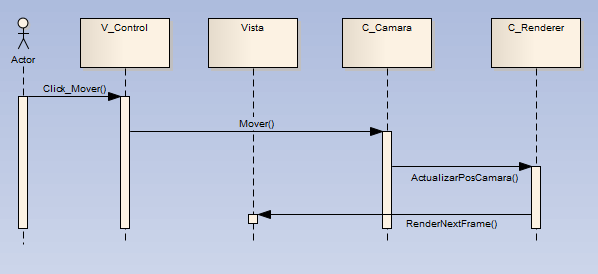 V_Control
Vista
C_Camara
C_Renderer
Actor
Click_Mover()
Mover()
ActualizarPosCamara()
RenderNextFrame()